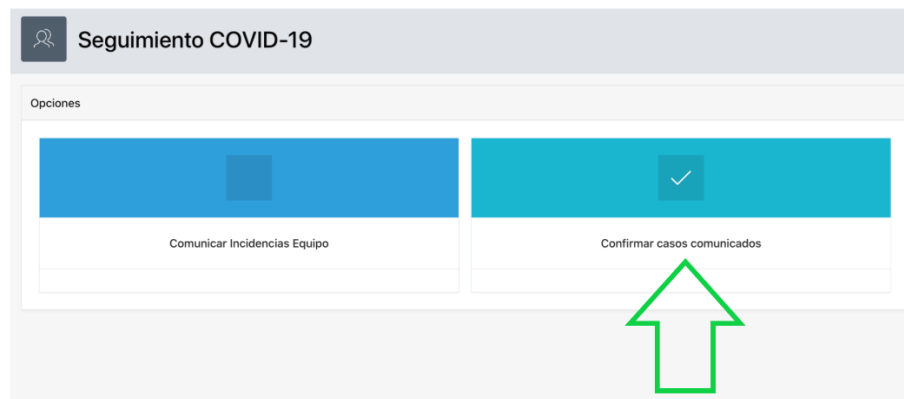 Seguimiento COVID-19
Opciones
Comunicar Incidencias Equipo
Confirmar casos comunicados